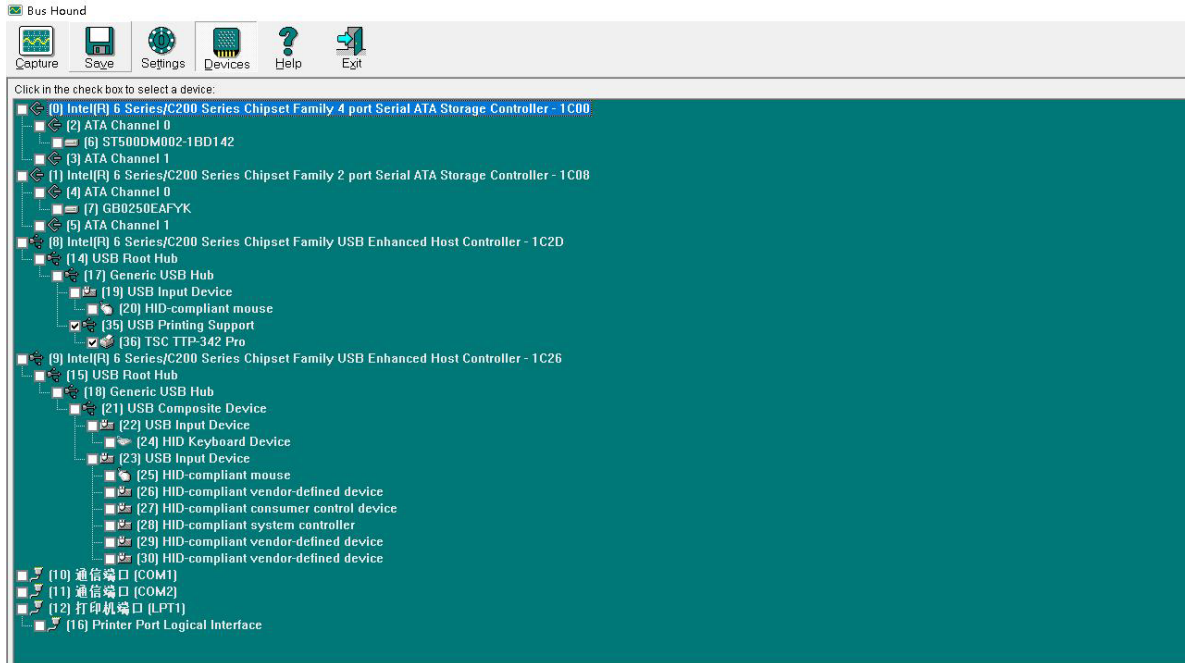 Bus Hound
Capture Save Settings Devices Help Exit
Click in the check box to select a device:
(0) Intel(R) 6 Series/C200 Series Chipset Family 4 port Serial ATA Storage Controller - 1C00
(2) ATA Channel 0
(6) ST500DM002-1BD142
(3) ATA Channel 1
(1) Intel(R) 6 Series/C200 Series Chipset Family 2 port Serial ATA Storage Controller - 1C08
(4) ATA Channel 0
(7) GB0250EAFYK
(5) ATA Channel 1
(8) Intel(R) 6 Series/C200 Series Chipset Family USB Enhanced Host Controller - 1C2D
(14) USB Root Hub
(17) Generic USB Hub
(19) USB Input Device
(20) HID-compliant mouse
(35) USB Printing Support
(36) TSC TTP-342 Pro
(9) Intel(R) 6 Series/C200 Series Chipset Family USB Enhanced Host Controller - 1C26
(15) USB Root Hub
(18) Generic USB Hub
(21) USB Composite Device
(22) USB Input Device
(24) HID Keyboard Device
(23) USB Input Device
(25) HID-compliant mouse
(26) HID-compliant vendor-defined device
(27) HID-compliant consumer control device
(28) HID-compliant system controller
(29) HID-compliant vendor-defined device
(30) HID-compliant vendor-defined device
(10) 通信端口 (COM1)
(11) 通信端口 (COM2)
(12) 打印机端口 (LPT1)
(16) Printer Port Logical Interface